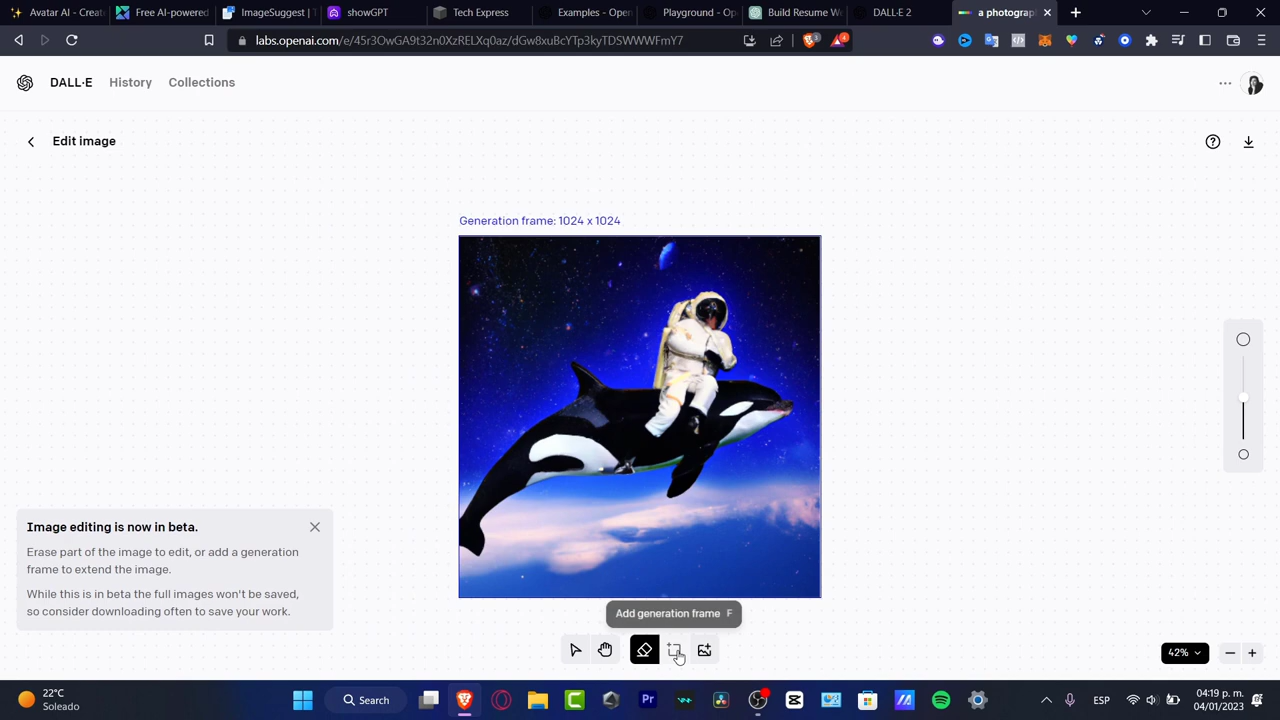 Avatar AI - Creat
Free AI-powered
ImageSuggest | T
showGPT
Tech Express
Examples - Open
Playground - Op
Build Resume W
DALL·E 2
a photograp
labs.openai.com/e/45r3OwGA9t32n0XzRELXq0az/dGw8xuBcYTp3kyTDSWWWFmY7
3
4
DALL·E
History
Collections
Edit image
Generation frame: 1024 x 1024
Image editing is now in beta.
Erase part of the image to edit, or add a generation
frame to extend the image.
While this is in beta the full images won't be saved,
so consider downloading often to save your work.
Add generation frame F
42%
22°C
Soleado
Search
Pr
ESP
04:19 p. m.
04/01/2023